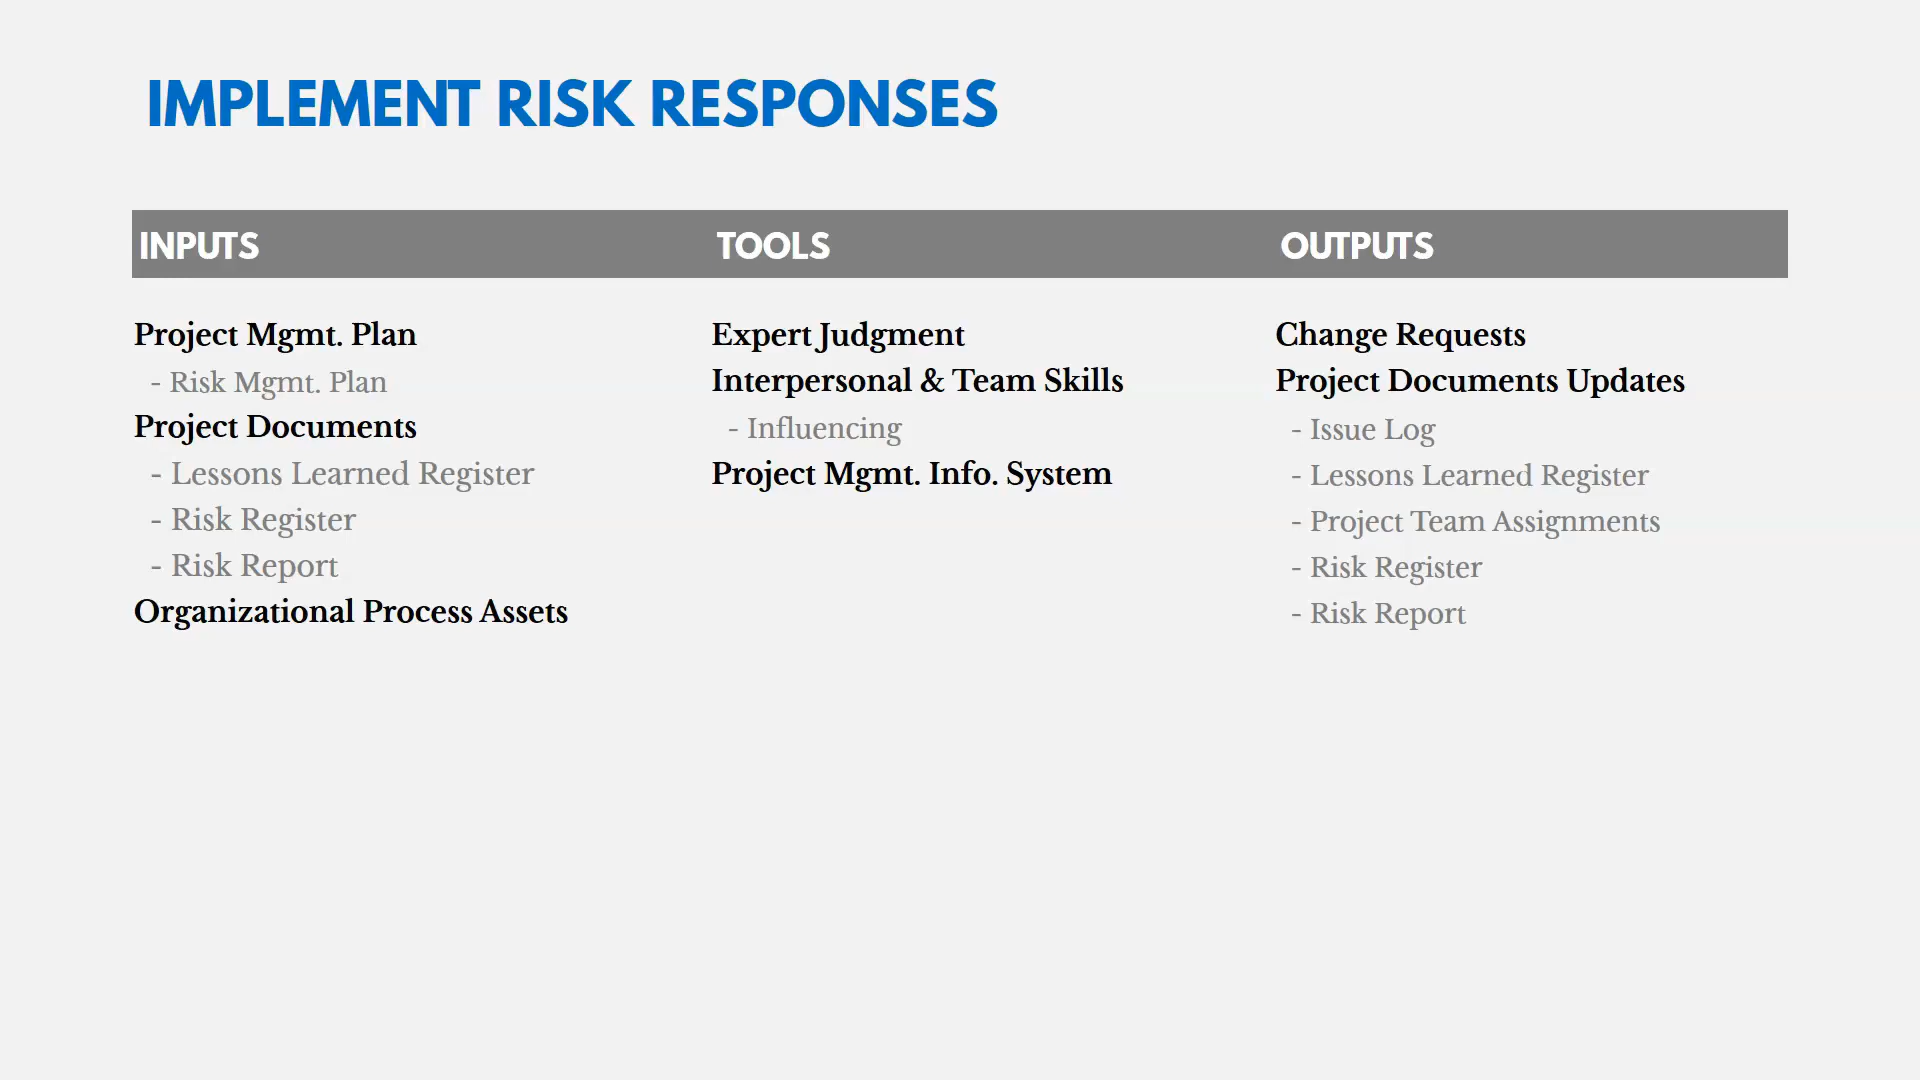 IMPLEMENT RISK RESPONSES
INPUTS
TOOLS
OUTPUTS
Project Mgmt. Plan
- Risk Mgmt. Plan
Project Documents
- Lessons Learned Register
- Risk Register
- Risk Report
Organizational Process Assets
Expert Judgment
Interpersonal & Team Skills
- Influencing
Project Mgmt. Info. System
Change Requests
Project Documents Updates
- Issue Log
- Lessons Learned Register
- Project Team Assignments
- Risk Register
- Risk Report